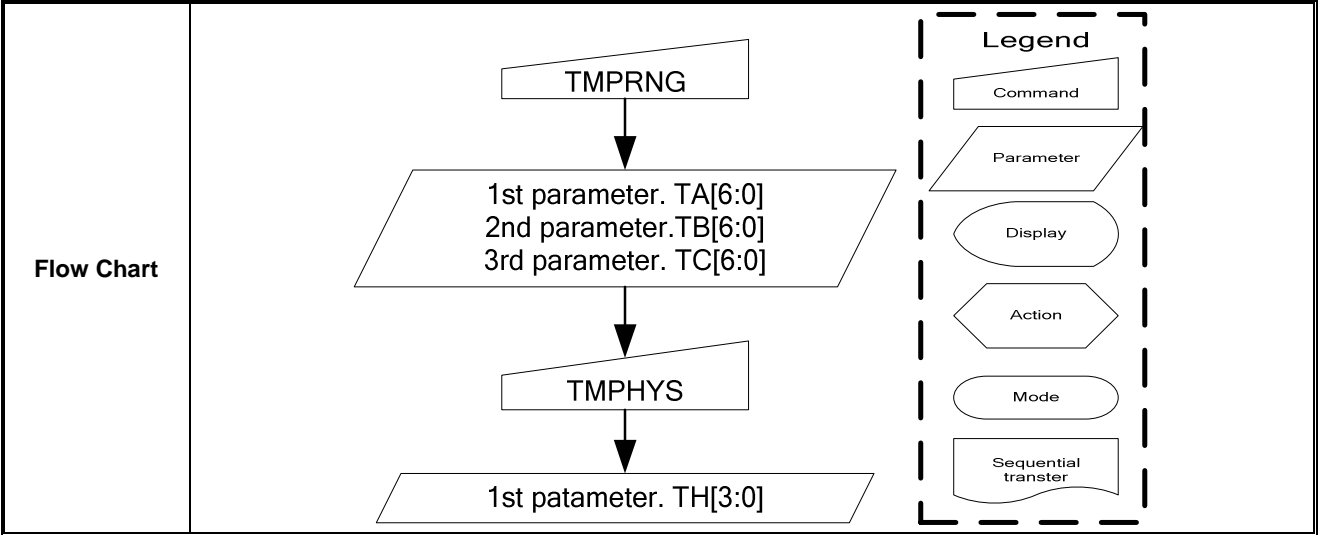 Flow Chart
TMPRNG
1st parameter. TA[6:0]
2nd parameter.TB[6:0]
3rd parameter. TC[6:0]
TMPHYS
1st patameter. TH[3:0]
Legend
Command
Parameter
Display
Action
Mode
Sequential
transter